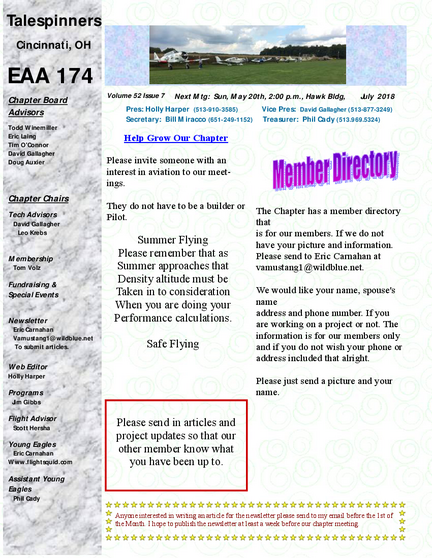 Talespinners
Cincinnati, OH
EAA 174
Chapter Board
Advisors
Todd Winemiller
Eric Laing
Tim O'Connor
David Gallagher
Doug Auxier
Chapter Chairs
Tech Advisors
David Gallagher
Leo Krebs
Membership
Tom Volz
Fundraising &
Special Events
Newsletter
Eric Carnahan
Vamustang1@wildblue.net
To submit articles.
Web Editor
Holly Harper
Programs
Jim Gibbs
Flight Advisor
Scott Hersha
Young Eagles
Eric Carnahan
Www.flightsquid.com
Assistant Young
Eagles
Phil Cady
Volume 52 Issue 7 Next Mtg: Sun, May 20th, 2:00 p.m., Hawk Bldg, July 2018
Pres: Holly Harper (513-910-3585) Vice Pres: David Gallagher (513-877-3249)
Secretary: Bill Miracco (651-249-1152) Treasurer: Phil Cady (513.969.5324)
Help Grow Our Chapter
Please invite someone with an
interest in aviation to our meet-
ings.
They do not have to be a builder or
Pilot.
Summer Flying
Please remember that as
Summer approaches that
Density altitude must be
Taken in to consideration
When you are doing your
Performance calculations.
Safe Flying
Please send in articles and
project updates so that our
other member know what
you have been up to.
Member Directory
The Chapter has a member directory
that
is for our members. If we do not
have your picture and information.
Please send to Eric Carnahan at
vamustang1@wildblue.net.
We would like your name, spouse's
name
address and phone number. If you
are working on a project or not. The
information is for our members only
and if you do not wish your phone or
address included that alright.
Please just send a picture and your
name.
Anyone interested in writing an article for the newsletter please send to my email before the 1st of
the Month. I hope to publish the newsletter at least a week before our chapter meeting